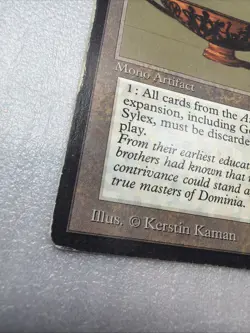 Mono Artifact
1: All cards from the A
expansion, including G
Sylex, must be discarde
play.
From their earliest educat
brothers had known that
contrivance could stand a
true masters of Dominia.
Illus. © Kerstin Kaman